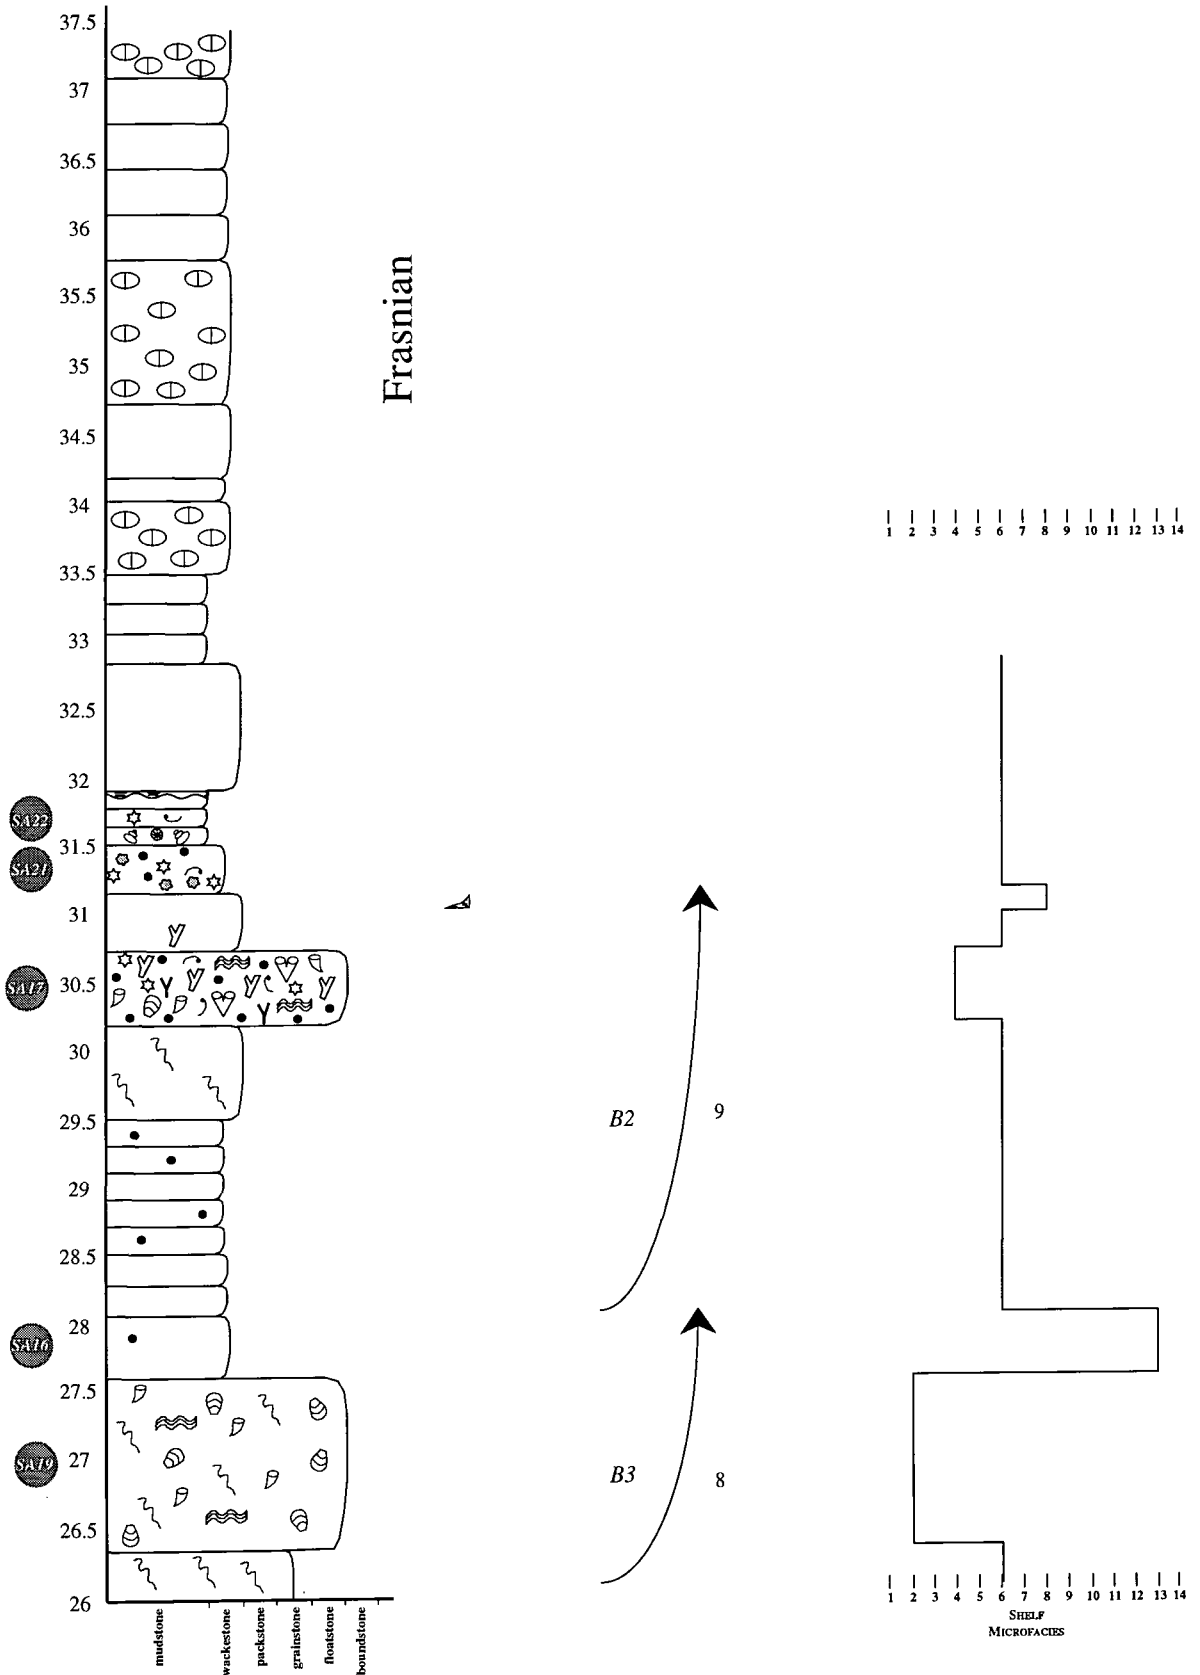 37.5
37
36.5
36
35.5
35
34.5
34
33.5
33
32.5
32
31.5
31
30.5
30
29.5
29
28.5
28
27.5
27
26.5
26
SA22
SA21
SA17
SA16
SA19
mudstone
wackestone
packstone
grainstone
floatstone
boundstone
Frasnian
B2
9
B3
8
1 2 3 4 5 6 7 8 9 10 11 12 13 14
1 2 3 4 5 6 7 8 9 10 11 12 13 14
SHELF
MICROFACIES